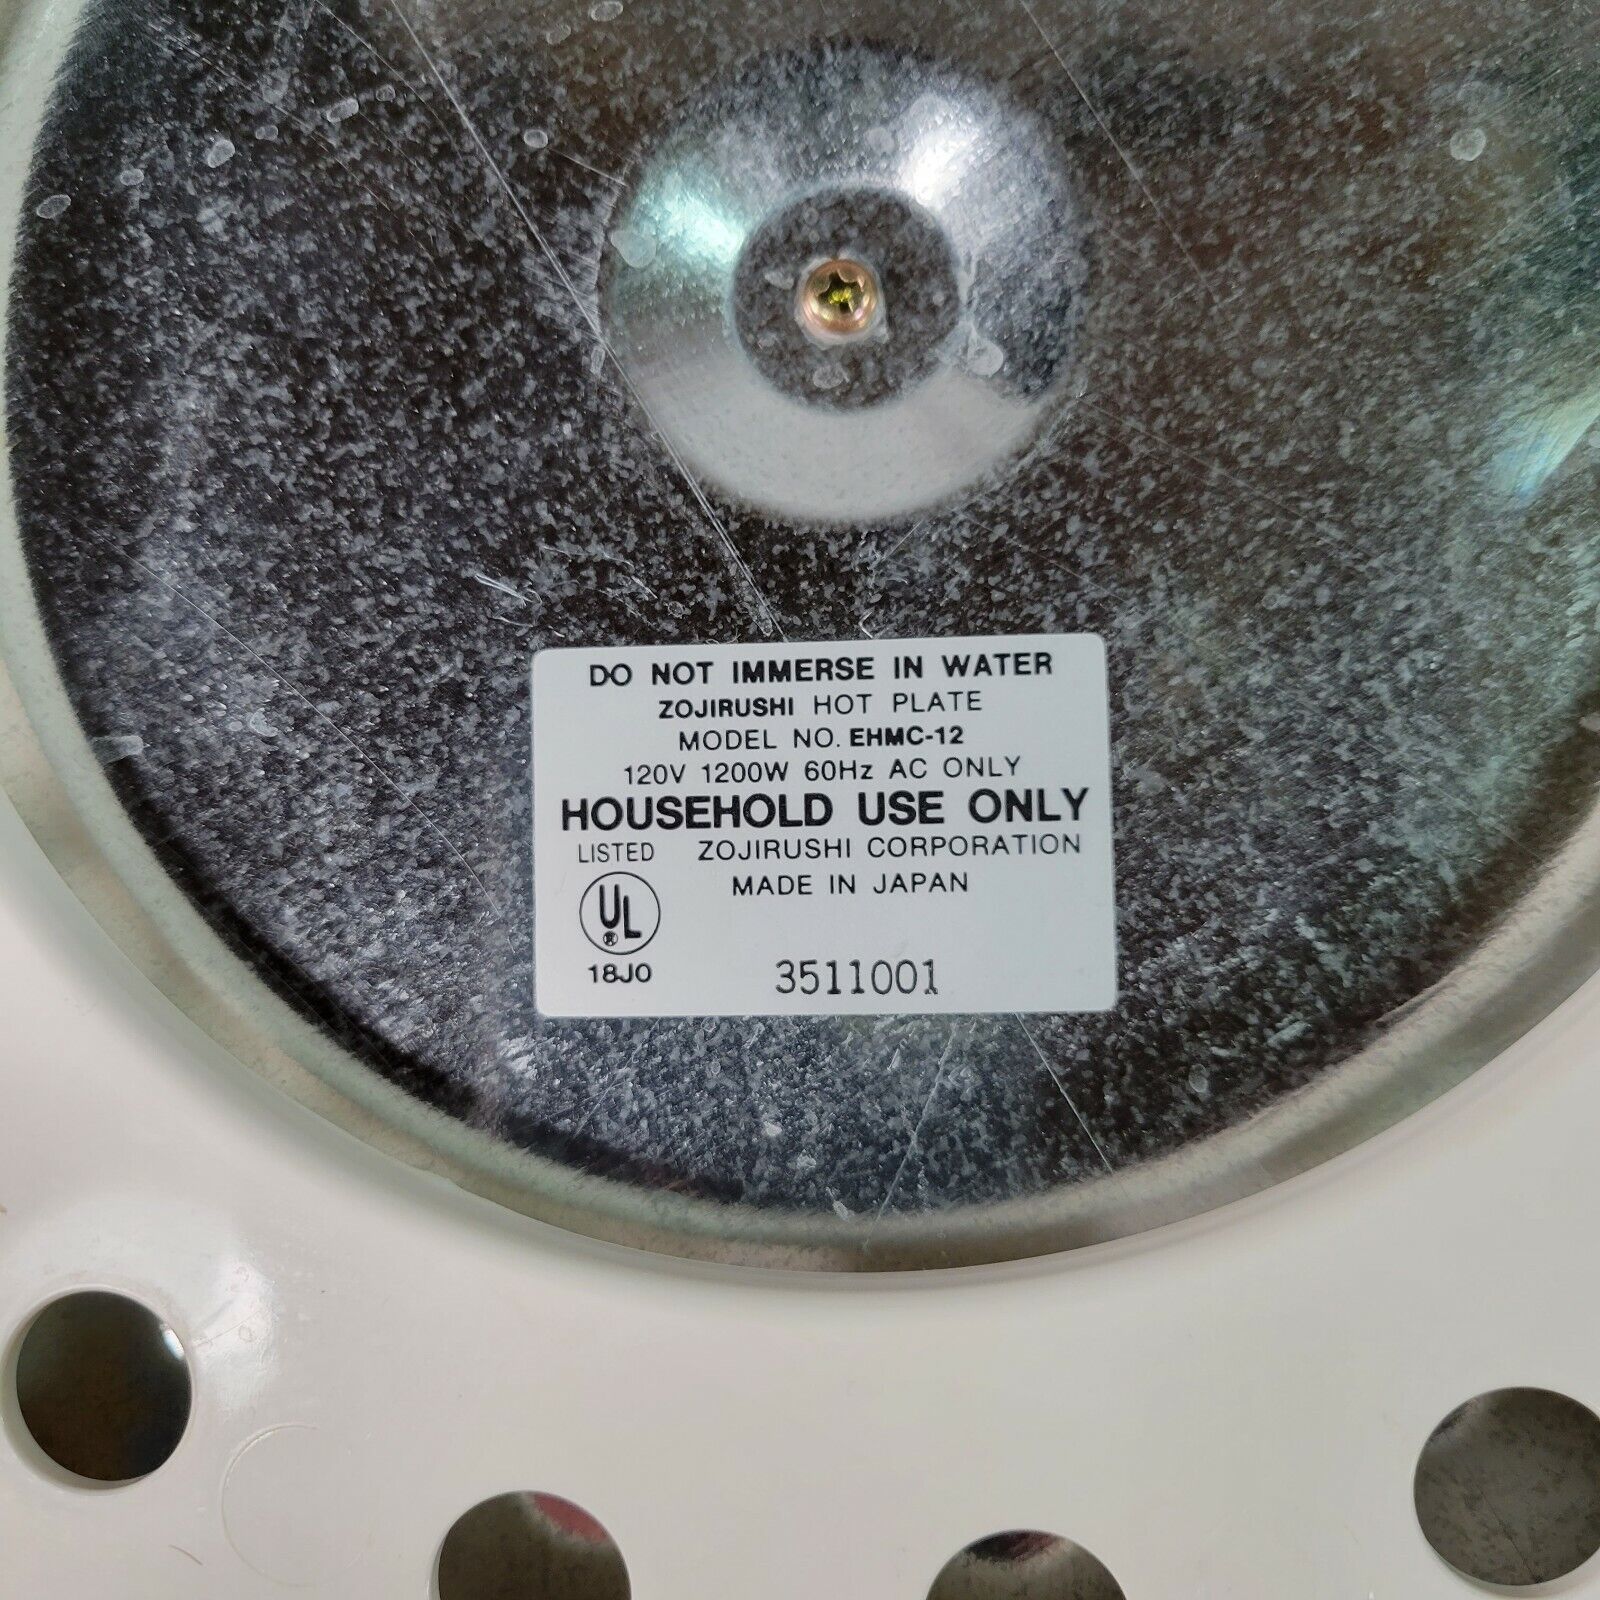 DO NOT IMMERSE IN WATER
ZOJIRUSHI HOT PLATE
MODEL NO. EHMC-12
120V 1200W 60Hz AC ONLY
HOUSEHOLD USE ONLY
LISTED ZOJIRUSHI CORPORATION
MADE IN JAPAN
UL
®
18J0 3511001